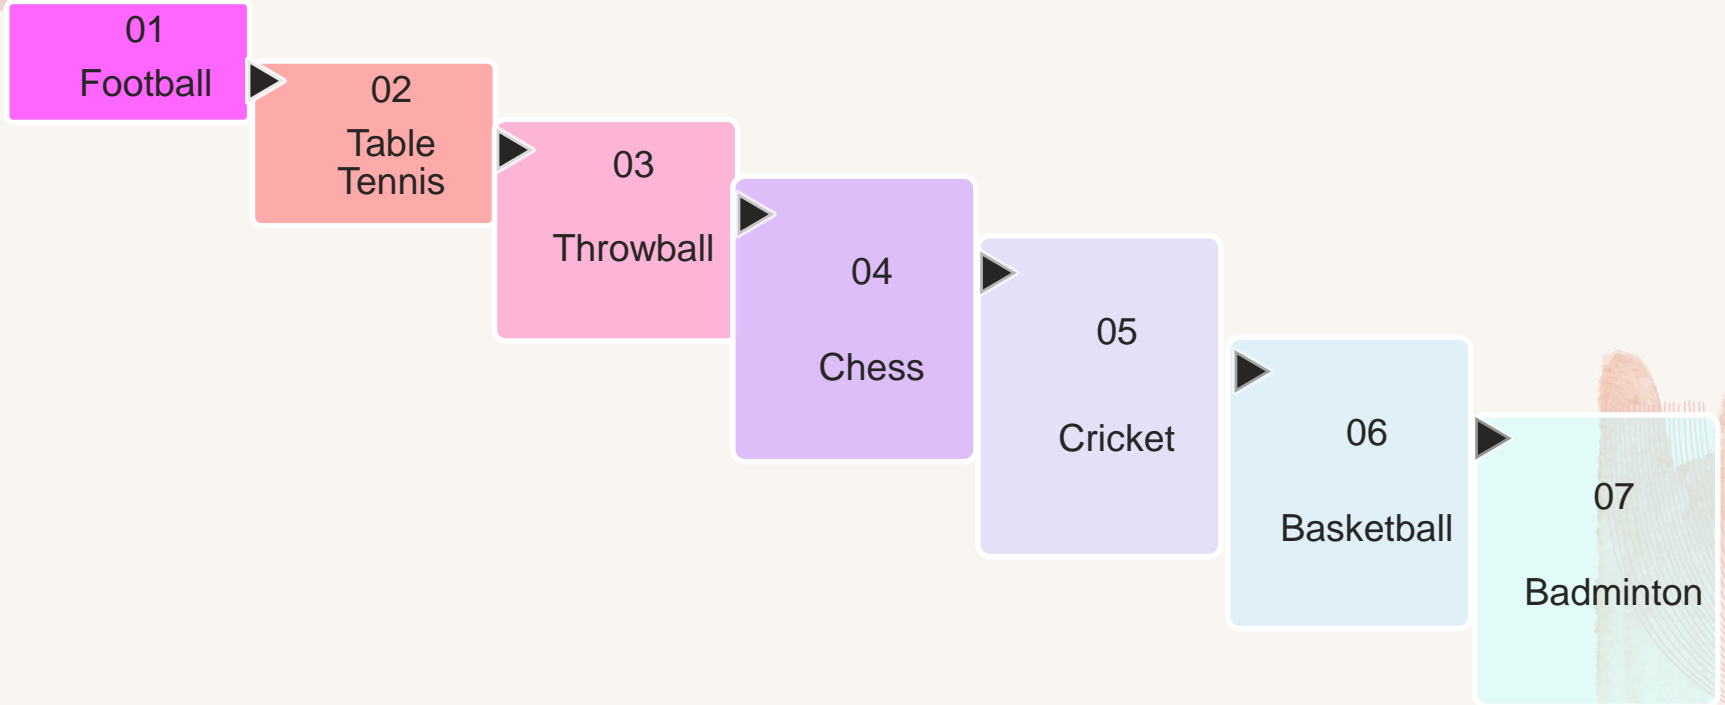 01
Football
02
Table
Tennis
03
Throwball
04
Chess
05
Cricket
06
Basketball
07
Badminton